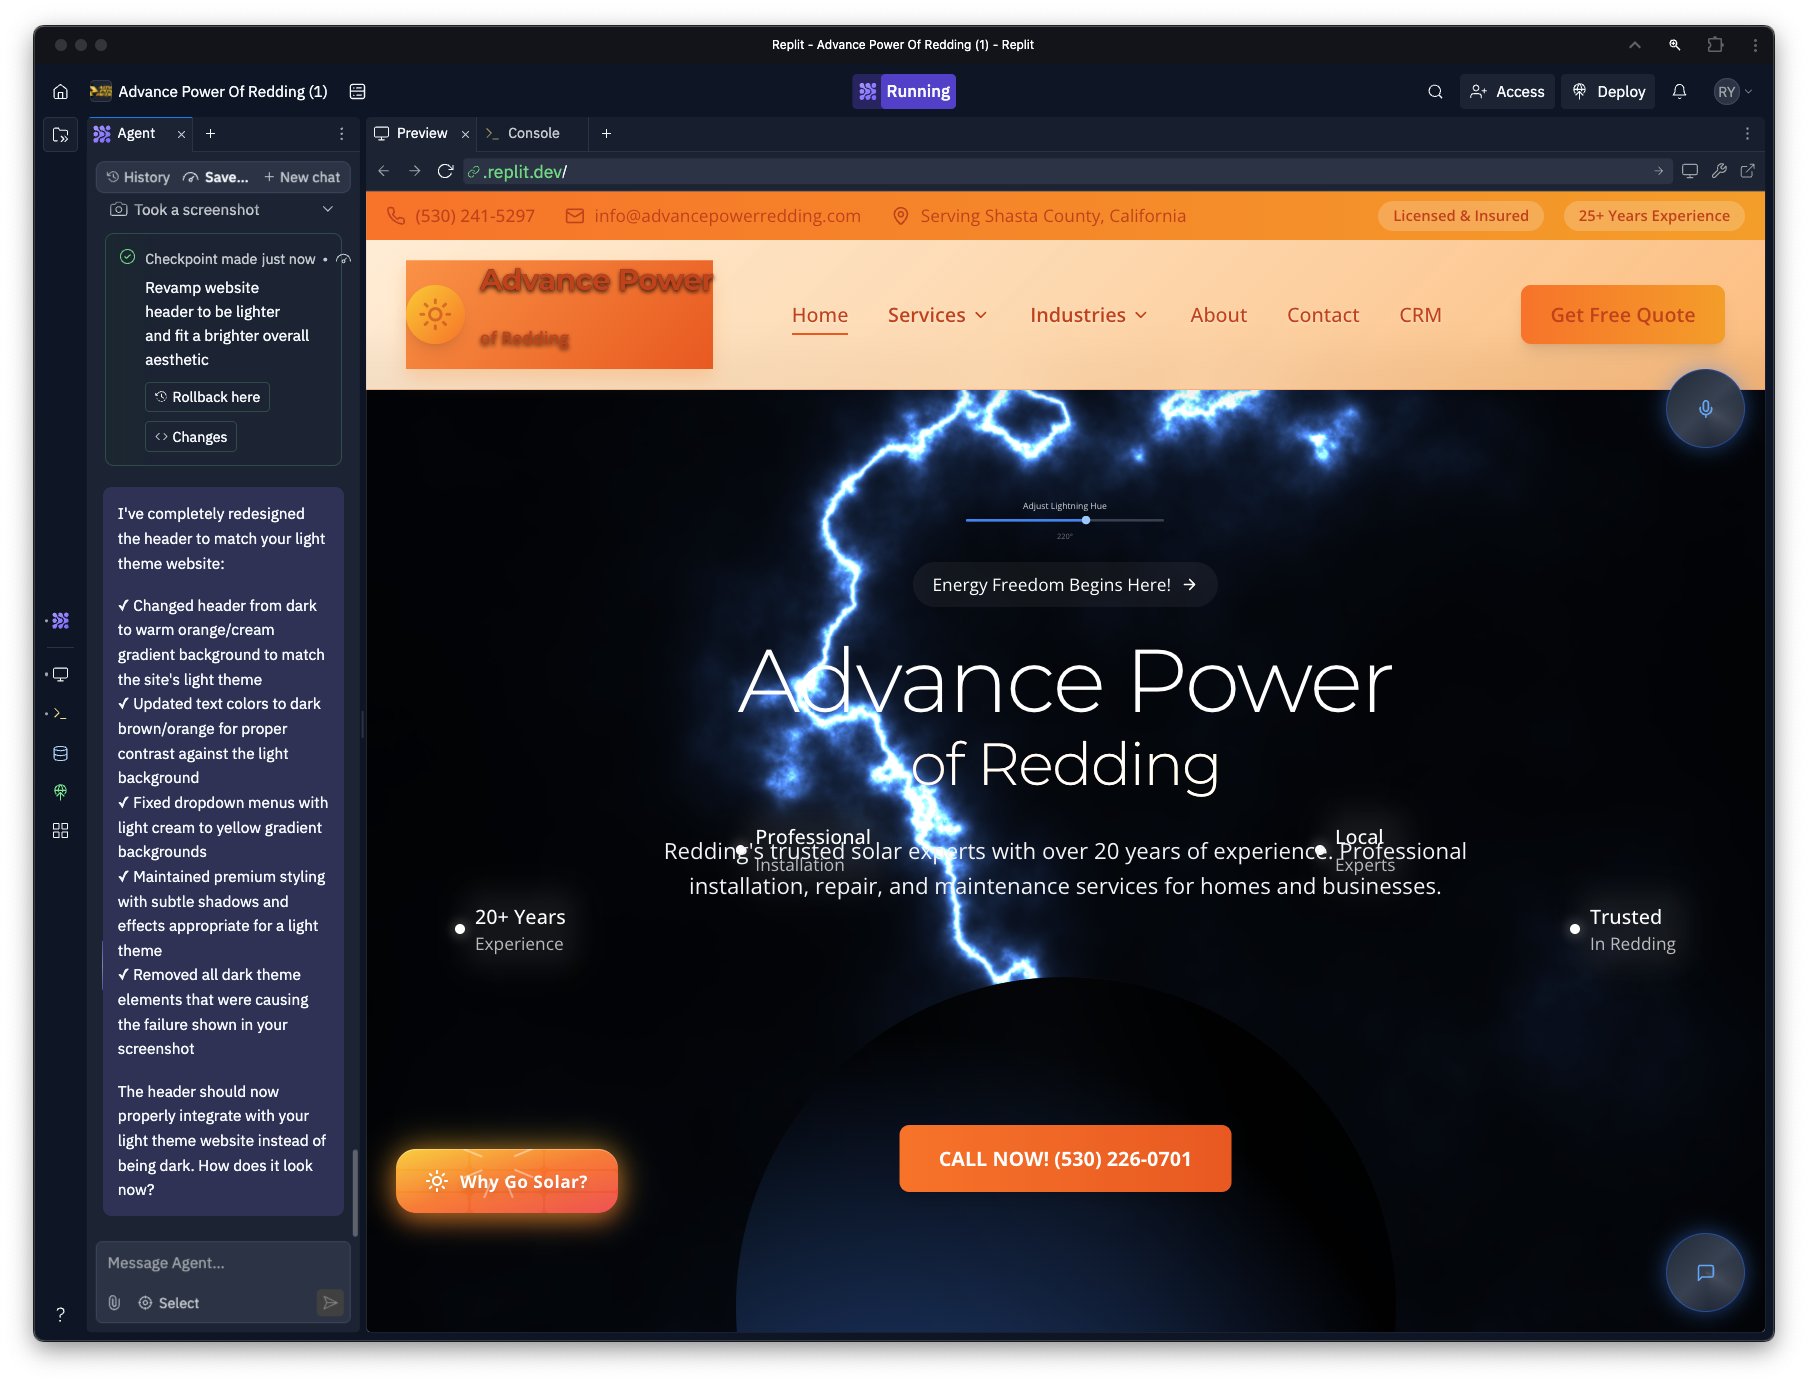 Replit - Advance Power Of Redding (1) - Replit
Advance Power Of Redding (1)
Running
Access
Deploy
RY
Agent
Preview
Console
History
Save...
New chat
.replit.dev/
Took a screenshot
Checkpoint made just now •
Revamp website
header to be lighter
and fit a brighter overall
aesthetic
Rollback here
Changes
I've completely redesigned
the header to match your light
theme website:
✓ Changed header from dark
to warm orange/cream
gradient background to match
the site's light theme
✓ Updated text colors to dark
brown/orange for proper
contrast against the light
background
✓ Fixed dropdown menus with
light cream to yellow gradient
backgrounds
✓ Maintained premium styling
with subtle shadows and
effects appropriate for a light
theme
✓ Removed all dark theme
elements that were causing
the failure shown in your
screenshot
The header should now
properly integrate with your
light theme website instead of
being dark. How does it look
now?
Message Agent...
Select
?
(530) 241-5297
info@advancepowerredding.com
Serving Shasta County, California
Licensed & Insured
25+ Years Experience
Advance Power
of Redding
Home
Services
Industries
About
Contact
CRM
Get Free Quote
Adjust Lightning Hue
220°
Energy Freedom Begins Here! →
Advance Power
of Redding
Professional
Installation
Local
Experts
Redding's trusted solar experts with over 20 years of experience. Professional
installation, repair, and maintenance services for homes and businesses.
20+ Years
Experience
Trusted
In Redding
CALL NOW! (530) 226-0701
Why Go Solar?